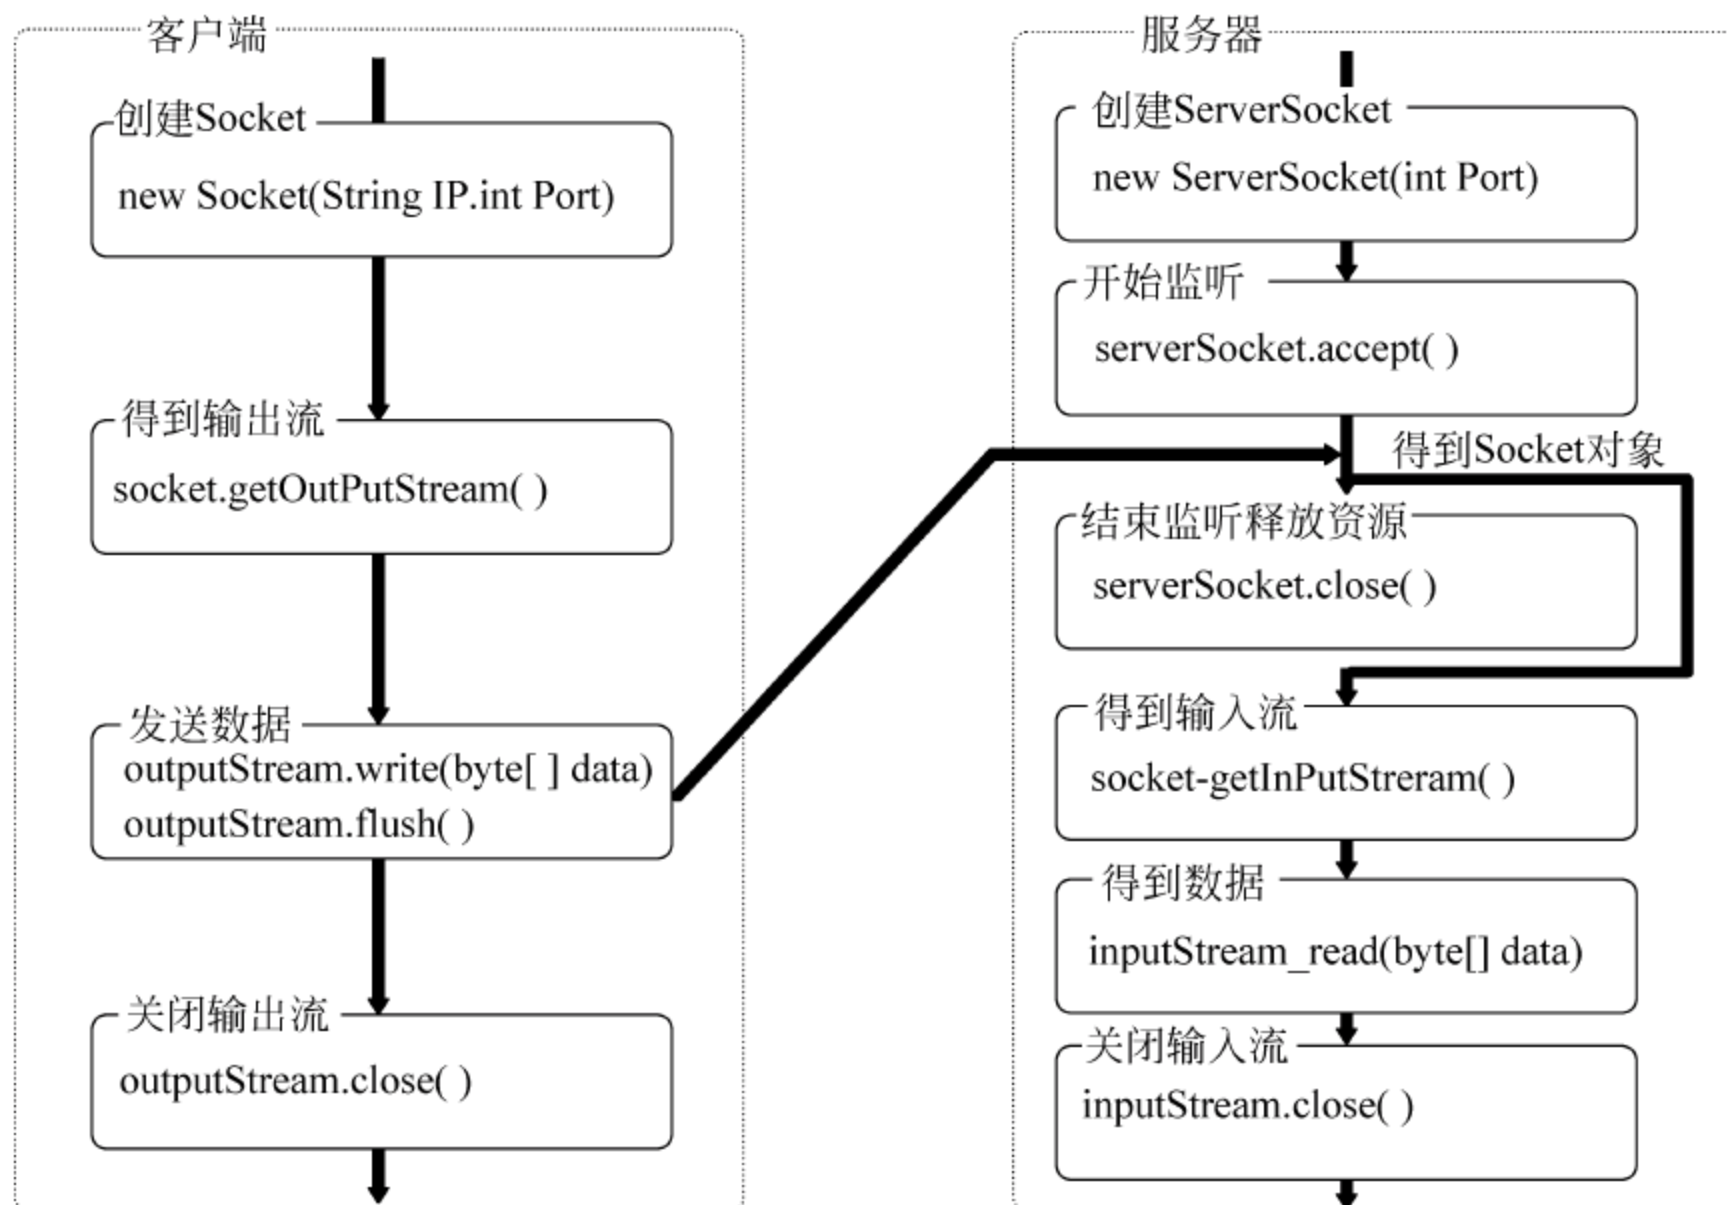 客户端
创建Socket
new Socket(String IP.int Port)
得到输出流
socket.getOutPutStream( )
发送数据
outputStream.write(byte[ ] data)
outputStream.flush( )
关闭输出流
outputStream.close( )
服务器
创建ServerSocket
new ServerSocket(int Port)
开始监听
serverSocket.accept( )
得到Socket对象
结束监听释放资源
serverSocket.close( )
得到输入流
socket-getInPutStreram( )
得到数据
inputStream_read(byte[] data)
关闭输入流
inputStream.close( )